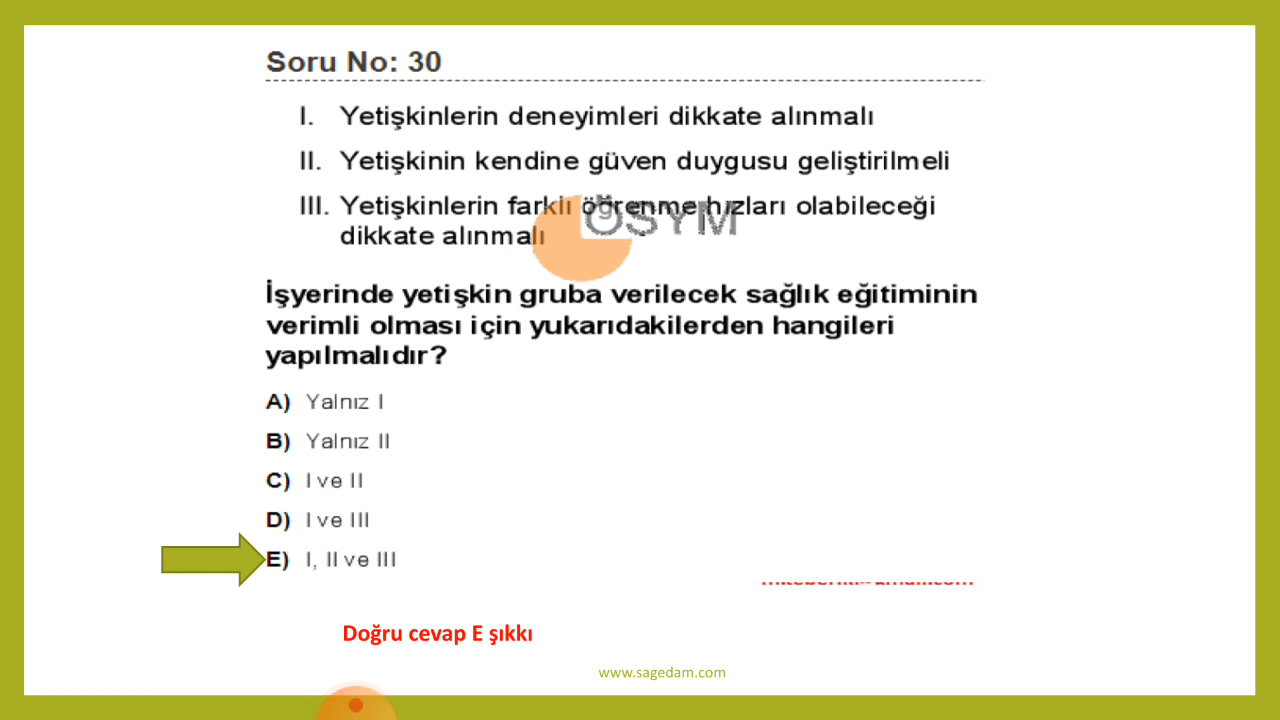 Soru No: 30
I. Yetişkinlerin deneyimleri dikkate alınmalı
II. Yetişkinin kendine güven duygusu geliştirilmeli
III. Yetişkinlerin farklı öğrenme hızları olabileceği
dikkate alınmalı
ÖSYM
İşyerinde yetişkin gruba verilecek sağlık eğitiminin
verimli olması için yukarıdakilerden hangileri
yapılmalıdır?
A) Yalnız I
B) Yalnız II
C) I ve II
D) I ve III
E) I, II ve III
Doğru cevap E şıkkı
www.sagedam.com